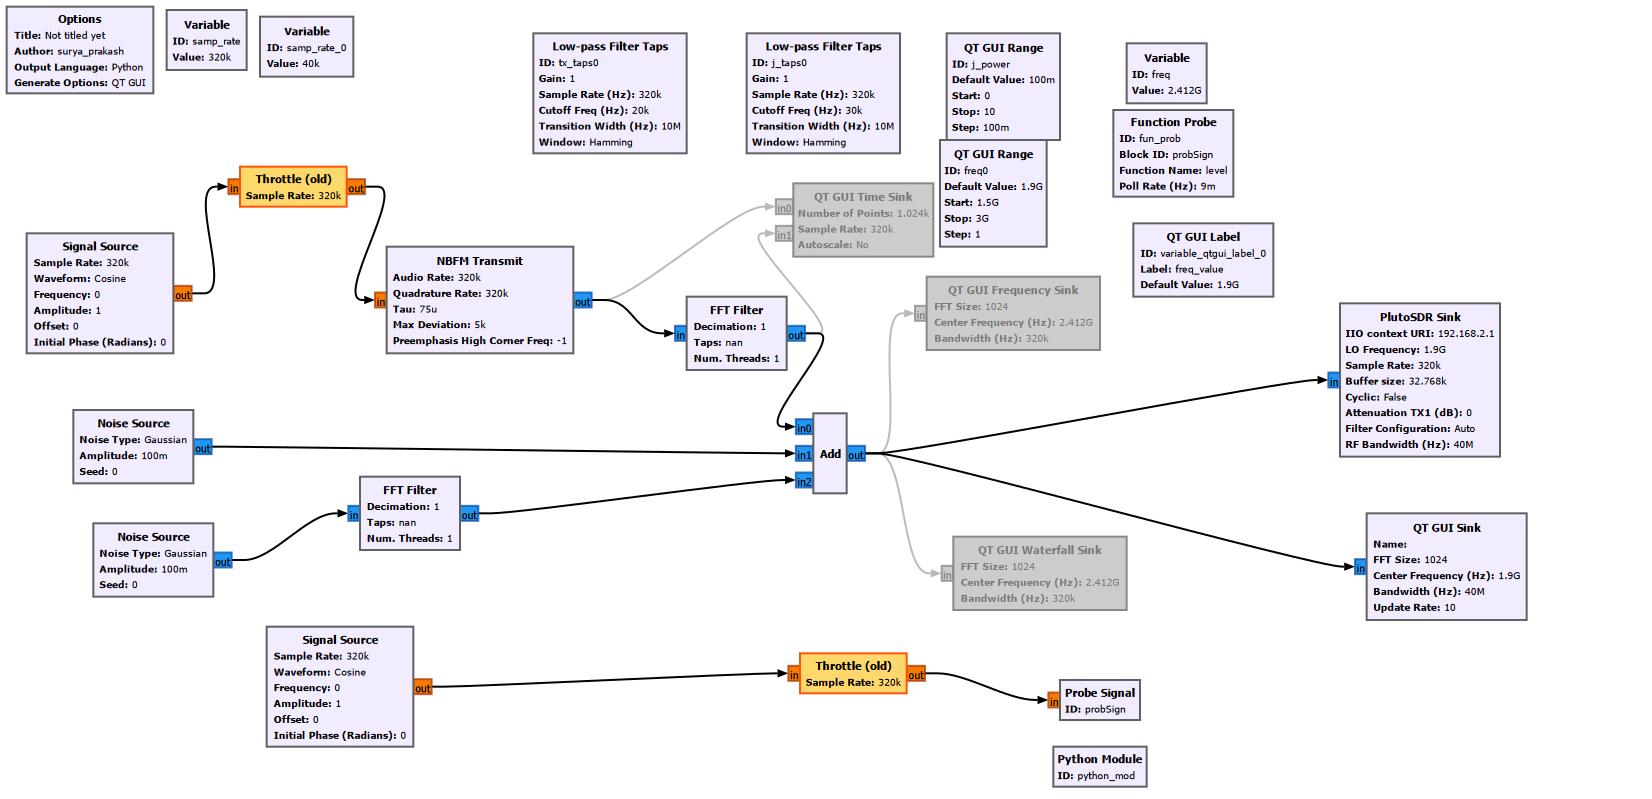 Options
Title: Not titled yet
Author: surya_prakash
Output Language: Python
Generate Options: QT GUI
Variable
ID: samp_rate
Value: 320k
Variable
ID: samp_rate_0
Value: 40k
Low-pass Filter Taps
ID: tx_taps0
Gain: 1
Sample Rate (Hz): 320k
Cutoff Freq (Hz): 20k
Transition Width (Hz): 10M
Window: Hamming
Low-pass Filter Taps
ID: j_taps0
Gain: 1
Sample Rate (Hz): 320k
Cutoff Freq (Hz): 30k
Transition Width (Hz): 10M
Window: Hamming
QT GUI Range
ID: j_power
Default Value: 100m
Start: 0
Stop: 10
Step: 100m
Variable
ID: freq
Value: 2.412G
Function Probe
ID: fun_prob
Block ID: probSign
Function Name: level
Poll Rate (Hz): 9m
QT GUI Range
ID: freq0
Default Value: 1.9G
Start: 1.5G
Stop: 3G
Step: 1
in
Throttle (old)
Sample Rate: 320k
out
in0
in1
QT GUI Time Sink
Number of Points: 1.024k
Sample Rate: 320k
Autoscale: No
QT GUI Label
ID: variable_qtgui_label_0
Label: freq_value
Default Value: 1.9G
Signal Source
Sample Rate: 320k
Waveform: Cosine
Frequency: 0
Amplitude: 1
Offset: 0
Initial Phase (Radians): 0
out
in
NBFM Transmit
Audio Rate: 320k
Quadrature Rate: 320k
Tau: 75u
Max Deviation: 5k
Preemphasis High Corner Freq: -1
out
in
FFT Filter
Decimation: 1
Taps: nan
Num. Threads: 1
out
in
QT GUI Frequency Sink
FFT Size: 1024
Center Frequency (Hz): 2.412G
Bandwidth (Hz): 320k
in
PlutoSDR Sink
IIO context URI: 192.168.2.1
LO Frequency: 1.9G
Sample Rate: 320k
Buffer size: 32.768k
Cyclic: False
Attenuation TX1 (dB): 0
Filter Configuration: Auto
RF Bandwidth (Hz): 40M
Noise Source
Noise Type: Gaussian
Amplitude: 100m
Seed: 0
out
in0
in1
in2
Add
out
in
FFT Filter
Decimation: 1
Taps: nan
Num. Threads: 1
out
Noise Source
Noise Type: Gaussian
Amplitude: 100m
Seed: 0
out
in
QT GUI Waterfall Sink
FFT Size: 1024
Center Frequency (Hz): 2.412G
Bandwidth (Hz): 320k
in
QT GUI Sink
Name:
FFT Size: 1024
Center Frequency (Hz): 1.9G
Bandwidth (Hz): 40M
Update Rate: 10
Signal Source
Sample Rate: 320k
Waveform: Cosine
Frequency: 0
Amplitude: 1
Offset: 0
Initial Phase (Radians): 0
out
in
Throttle (old)
Sample Rate: 320k
out
in
Probe Signal
ID: probSign
Python Module
ID: python_mod